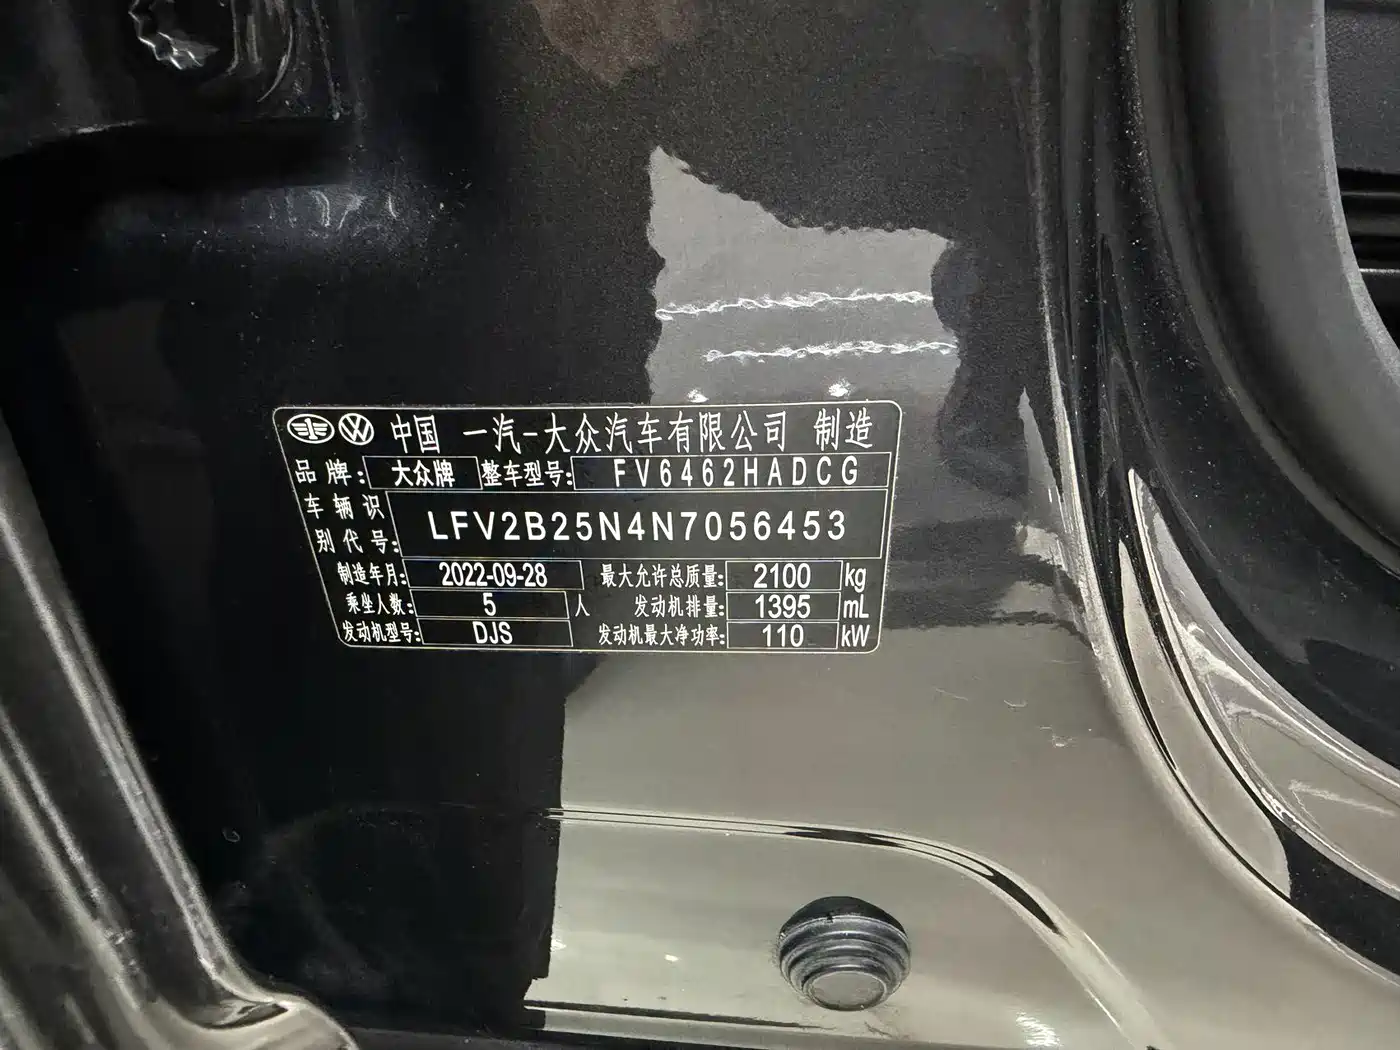 中国 一汽-大众汽车有限公司 制造
品牌: 大众牌 整车型号: FV6462HADCG
车辆识
别代号: LFV2B25N4N7056453
制造年月: 2022-09-28 最大允许总质量: 2100 kg
乘坐人数: 5 人 发动机排量: 1395 mL
发动机型号: DJS 发动机最大净功率: 110 kW